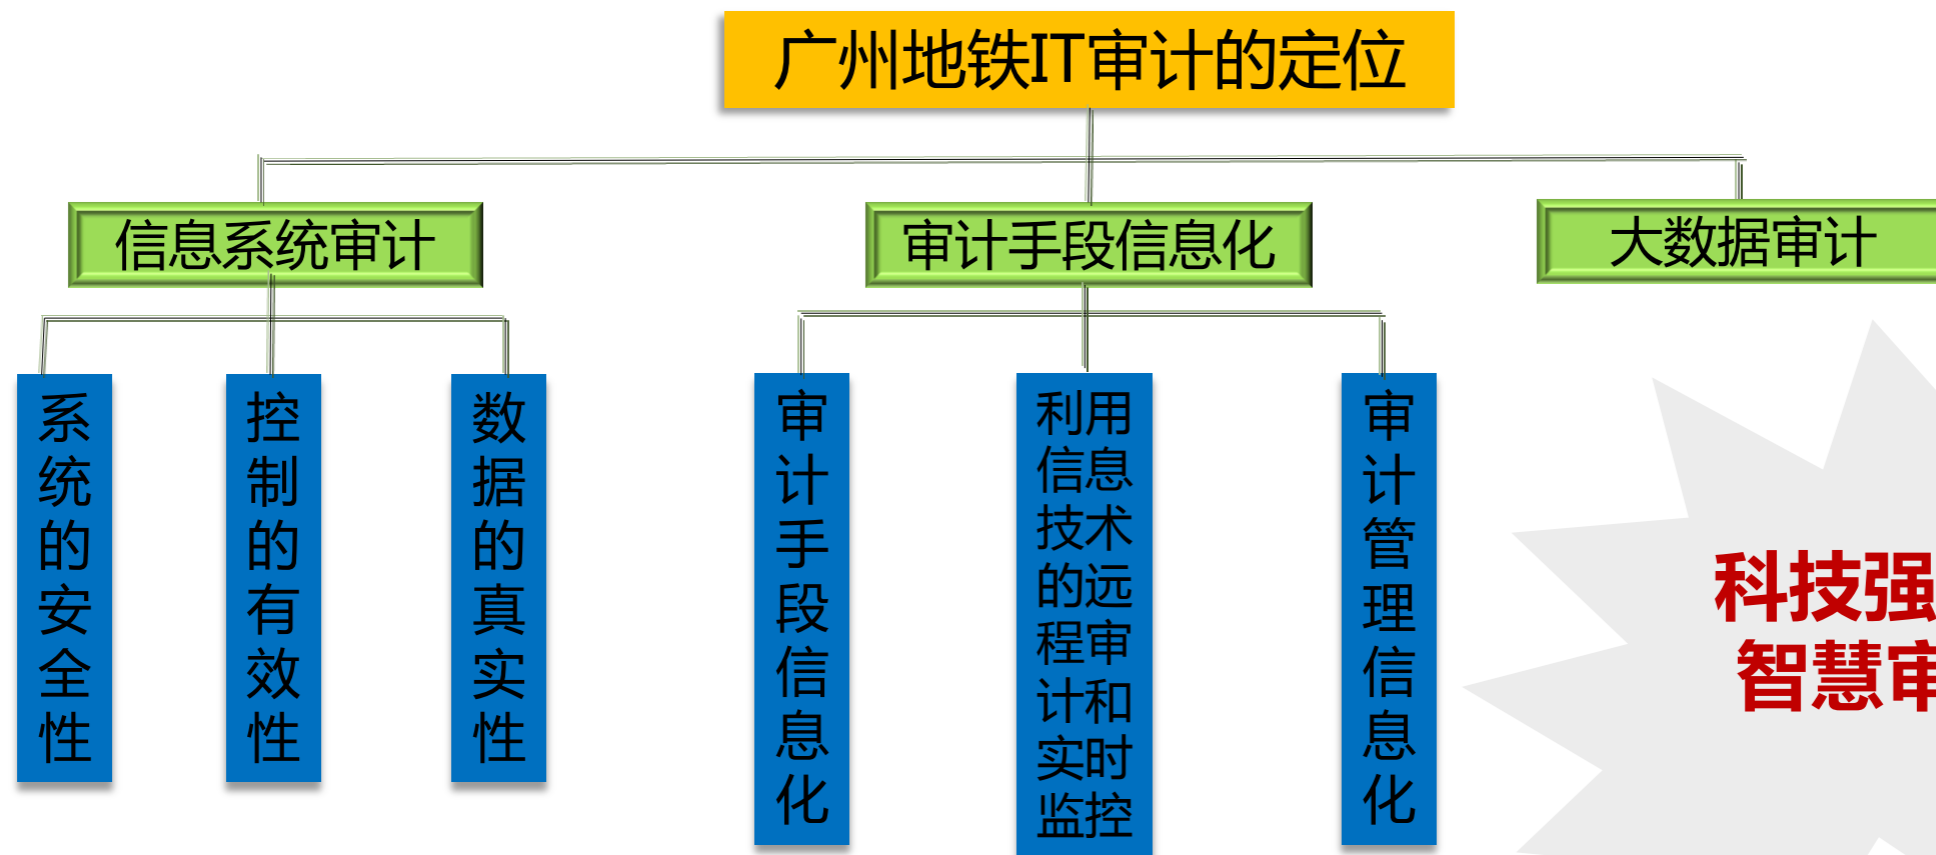 广州地铁IT审计的定位
信息系统审计
审计手段信息化
大数据审计
系统的安全性
控制的有效性
数据的真实性
审计手段信息化
利用
信息
技术
的远
程审
计和
实时
监控
审计管理信息化
科技强
智慧审